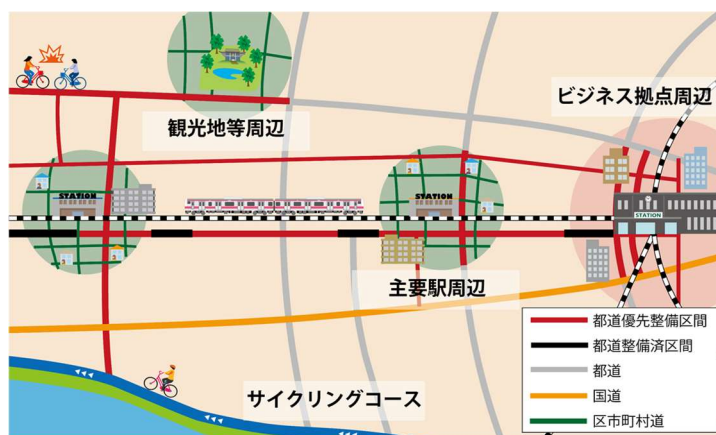 観光地等周辺
ビジネス拠点周辺
STATION
STATION
STATION
主要駅周辺
サイクリングコース
都道優先整備区間
都道整備済区間
都道
国道
区市町村道